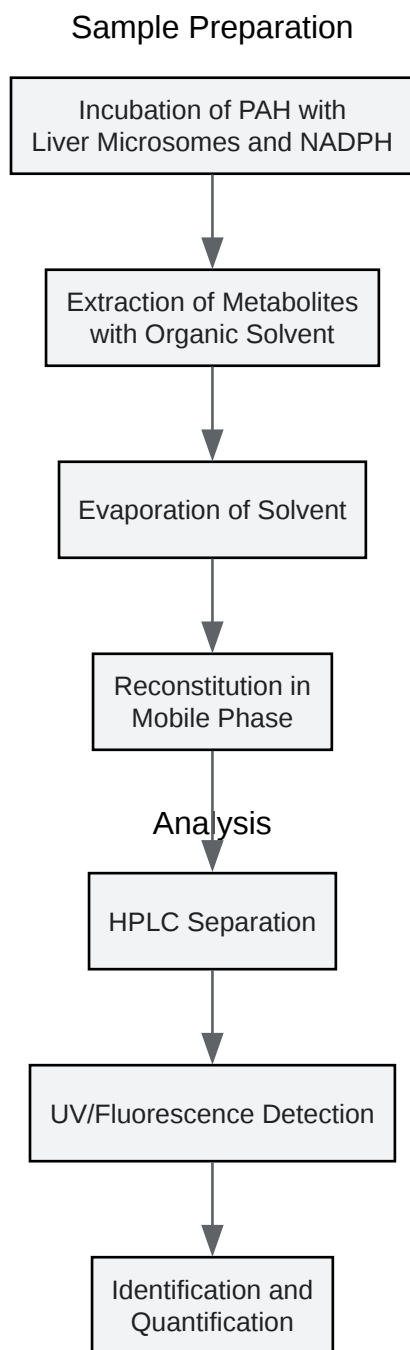 Sample Preparation
Incubation of PAH with
Liver Microsomes and NADPH
Extraction of Metabolites
with Organic Solvent
Evaporation of Solvent
Reconstitution in
Mobile Phase
Analysis
HPLC Separation
UV/Fluorescence Detection
Identification and
Quantification